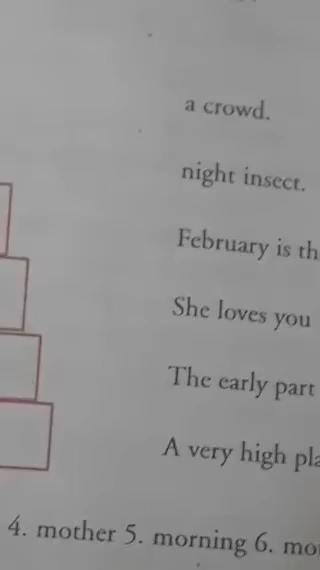 a crowd.
night insect.
February is th
She loves you
The early part
A very high pla
4. mother 5. morning 6. mo